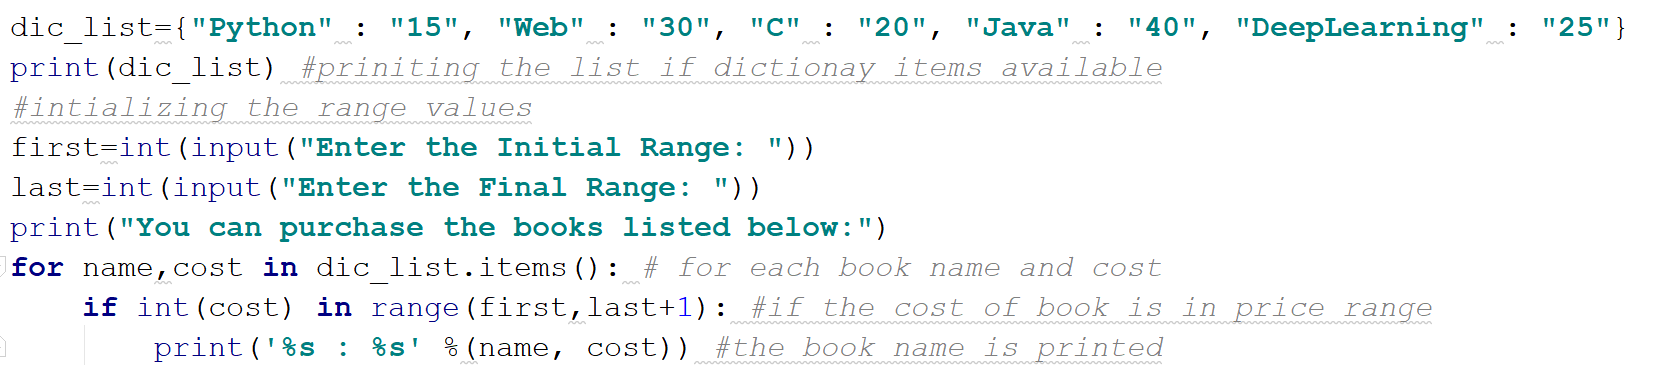 dic_list={"Python" : "15", "Web" : "30", "C" : "20", "Java" : "40", "DeepLearning" : "25"}
print(dic_list) #priniting the list if dictionay items available
#intializing the range values
first=int(input("Enter the Initial Range: "))
last=int(input("Enter the Final Range: "))
print("You can purchase the books listed below:")
for name,cost in dic_list.items(): # for each book name and cost
    if int(cost) in range(first,last+1): #if the cost of book is in price range
        print('%s : %s' %(name, cost)) #the book name is printed